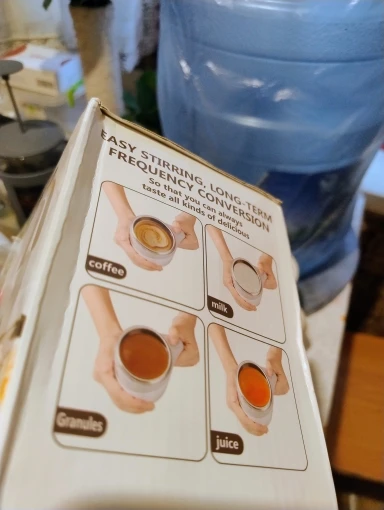 EASY STIRRING, LONG-TERM
FREQUENCY CONVERSION
So that you can always
taste all kinds of delicious
coffee
milk
Granules
juice